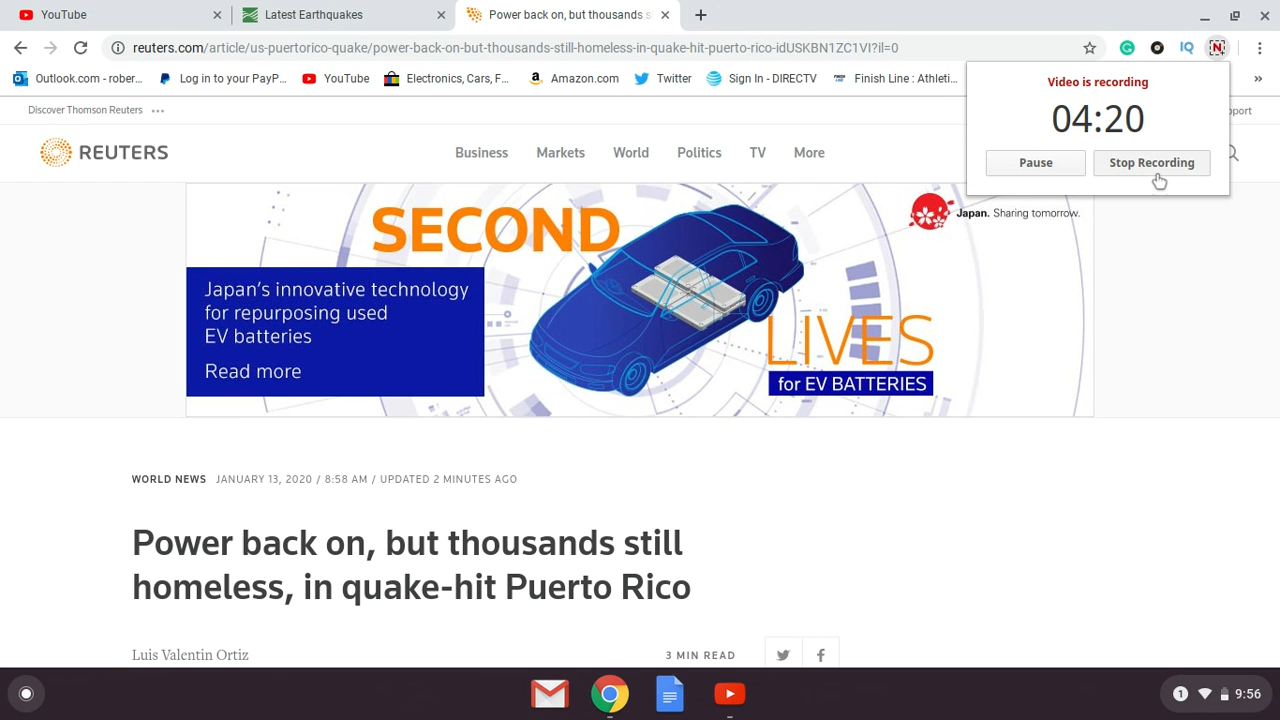 YouTube
Latest Earthquakes
Power back on, but thousands s
reuters.com/article/us-puertorico-quake/power-back-on-but-thousands-still-homeless-in-quake-hit-puerto-rico-idUSKBN1ZC1VI?il=0
IQ
N
Outlook.com - rober...
Log in to your PayP...
YouTube
Electronics, Cars, F...
Amazon.com
Twitter
Sign In - DIRECTV
Finish Line : Athleti...
»
Video is recording
04:20
Pause
Stop Recording
Discover Thomson Reuters
pport
REUTERS
Business
Markets
World
Politics
TV
More
SECOND
Japan. Sharing tomorrow.
Japan's innovative technology
for repurposing used
EV batteries
Read more
LIVES
for EV BATTERIES
WORLD NEWS JANUARY 13, 2020 / 8:58 AM / UPDATED 2 MINUTES AGO
Power back on, but thousands still
homeless, in quake-hit Puerto Rico
Luis Valentin Ortiz
3 MIN READ
1
9:56